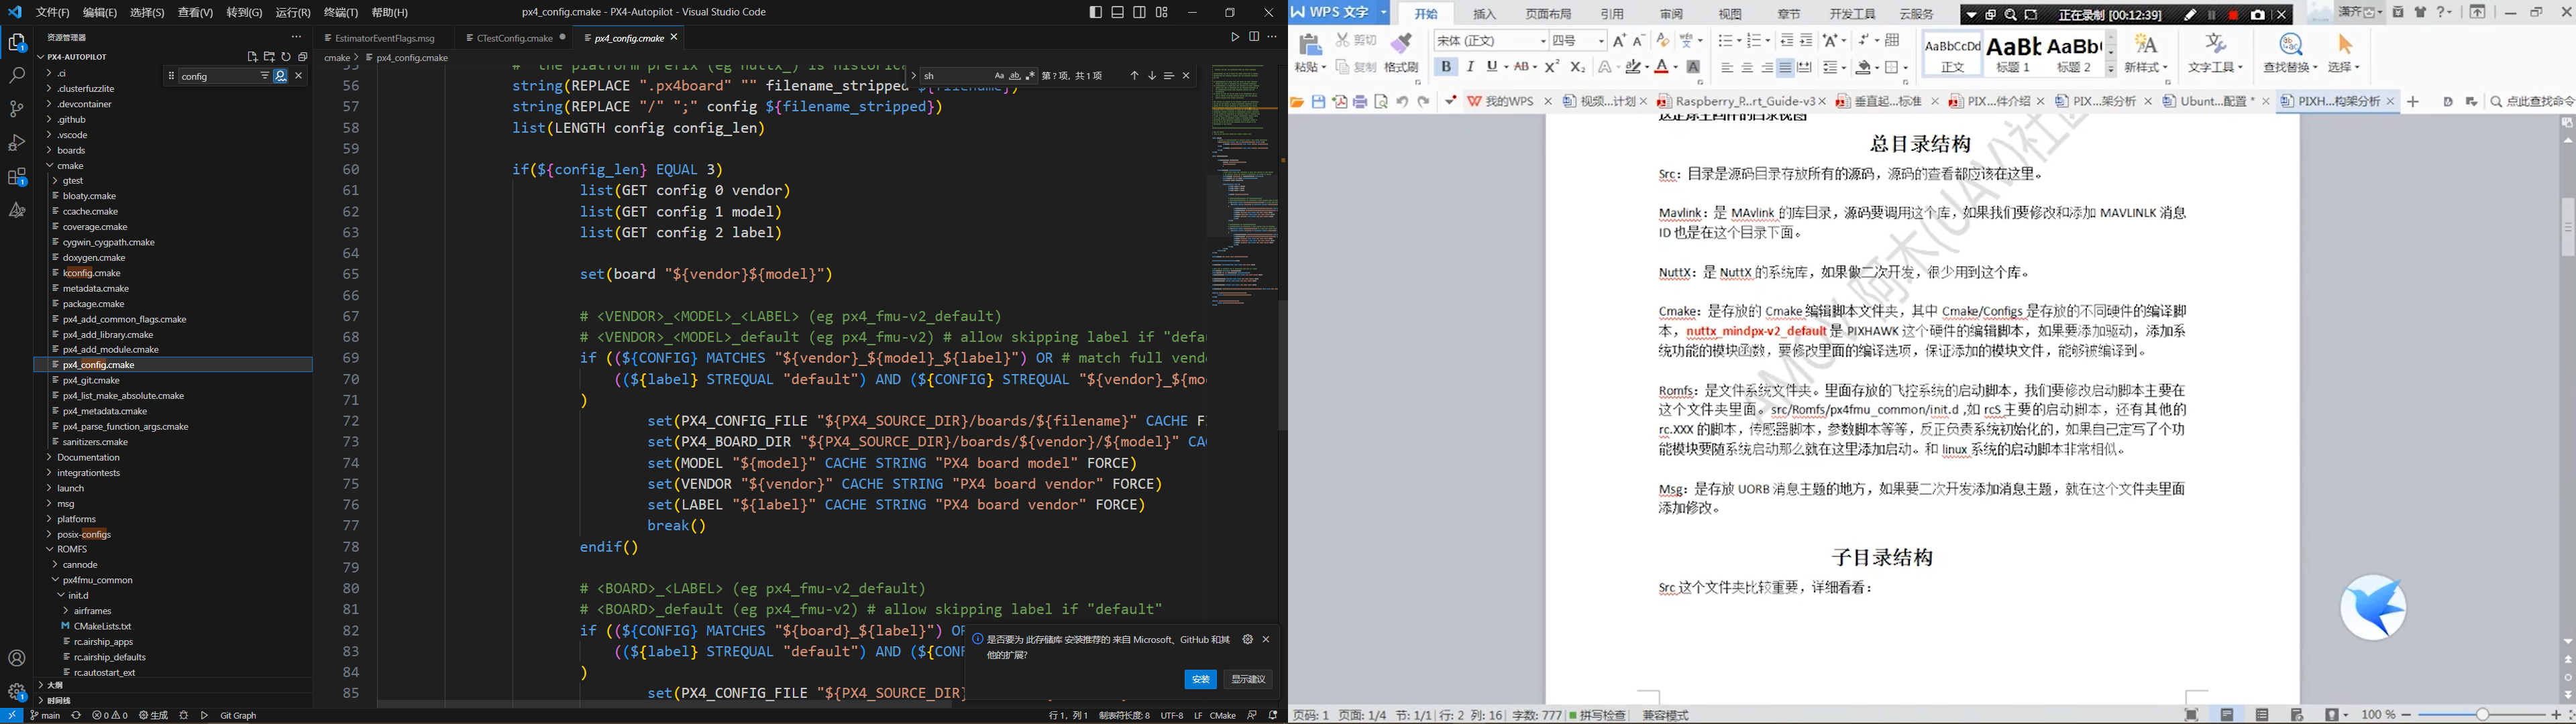 文件(F) 编辑(E) 选择(S) 查看(V) 转到(G) 运行(R) 终端(T) 帮助(H)
px4_config.cmake - PX4-Autopilot - Visual Studio Code
资源管理器
PX4-AUTOPILOT
config
.ci
.clusterfuzzlite
.devcontainer
.github
.vscode
boards
cmake
gtest
bloaty.cmake
ccache.cmake
coverage.cmake
cygwin_cygpath.cmake
doxygen.cmake
kconfig.cmake
metadata.cmake
package.cmake
px4_add_common_flags.cmake
px4_add_library.cmake
px4_add_module.cmake
px4_config.cmake
px4_git.cmake
px4_list_make_absolute.cmake
px4_metadata.cmake
px4_parse_function_args.cmake
sanitizers.cmake
Documentation
integrationtests
launch
msg
platforms
posix-configs
ROMFS
cannode
px4fmu_common
init.d
airframes
CMakeLists.txt
rc.airship_apps
rc.airship_defaults
rc.autostart_ext
大纲
时间线
EstimatorEventFlags.msg CTestConfig.cmake px4_config.cmake
cmake > px4_config.cmake
sh 第?项, 共1项
56 string(REPLACE ".px4board" "" filename_stripped ${filename})
57 string(REPLACE "/" ";" config ${filename_stripped})
58 list(LENGTH config config_len)
59
60 if(${config_len} EQUAL 3)
61 list(GET config 0 vendor)
62 list(GET config 1 model)
63 list(GET config 2 label)
64
65 set(board "${vendor}${model}")
66
67 # <VENDOR>_<MODEL>_<LABEL> (eg px4_fmu-v2_default)
68 # <VENDOR>_<MODEL>_default (eg px4_fmu-v2) # allow skipping label if "defau
69 if ((${CONFIG} MATCHES "${vendor}_${model}_${label}") OR # match full vend
70 ((${label} STREQUAL "default") AND (${CONFIG} STREQUAL "${vendor}_${mo
71 )
72 set(PX4_CONFIG_FILE "${PX4_SOURCE_DIR}/boards/${filename}" CACHE F
73 set(PX4_BOARD_DIR "${PX4_SOURCE_DIR}/boards/${vendor}/${model}" CA
74 set(MODEL "${model}" CACHE STRING "PX4 board model" FORCE)
75 set(VENDOR "${vendor}" CACHE STRING "PX4 board vendor" FORCE)
76 set(LABEL "${label}" CACHE STRING "PX4 board vendor" FORCE)
77 break()
78 endif()
79
80 # <BOARD>_<LABEL> (eg px4_fmu-v2_default)
81 # <BOARD>_default (eg px4_fmu-v2) # allow skipping label if "default"
82 if ((${CONFIG} MATCHES "${board}_${label}") OR
83 ((${label} STREQUAL "default") AND (${CONF
84 )
85 set(PX4_CONFIG_FILE "${PX4_SOURCE_DIR}
是否要为 此存储库 安装推荐的 来自 Microsoft、GitHub 和其
他的扩展?
安装 显示建议
main 0 0 生成 Git Graph
行 1, 列 1 制表符长度: 8 UTF-8 LF CMake
WPS 文字 开始 插入 页面布局 引用 审阅 视图 章节 开发工具 云服务
正在录制 [00:12:39]
粘贴 剪切 复制 格式刷
宋体 (正文) 四号
AaBbCcDd AaBb AaBb(
正文 标题 1 标题 2 新样式 文字工具 查找替换 选择
我的WPS 视频...计划 Raspberry_P...rt_Guide-v3 垂直起...标准 PIX...件介绍 PIX...架分析 Ubunt...配置 * PIXH...构架分析 点此查找命令
这是原生固件的目录视图
总目录结构
Src：目录是源码目录存放所有的源码，源码的查看都应该在这里。
Mavlink：是 MAvlink 的库目录，源码要调用这个库，如果我们要修改和添加 MAVLINLK 消息
ID 也是在这个目录下面。
NuttX：是 NuttX 的系统库，如果做二次开发，很少用到这个库。
Cmake：是存放的 Cmake 编辑脚本文件夹，其中 Cmake/Configs 是存放的不同硬件的编译脚
本，nuttx_mindpx-v2_default 是 PIXHAWK 这个硬件的编辑脚本，如果要添加驱动，添加系
统功能的模块函数，要修改里面的编译选项，保证添加的模块文件，能够被编译到。
Romfs：是文件系统文件夹。里面存放的飞控系统的启动脚本，我们要修改启动脚本主要在
这个文件夹里面。src/Romfs/px4fmu_common/init.d ,如 rcS 主要的启动脚本，还有其他的
rc.XXX 的脚本，传感器脚本，参数脚本等等，反正负责系统初始化的，如果自己定写了个功
能模块要随系统启动那么就在这里添加启动。和 linux 系统的启动脚本非常相似。
Msg：是存放 UORB 消息主题的地方，如果要二次开发添加消息主题，就在这个文件夹里面
添加修改。
子目录结构
Src 这个文件夹比较重要，详细看看：
AMOV 阿木(UAV)社区
页码: 1 页面: 1/4 节: 1/1 行: 2 列: 16 字数: 777 拼写检查 兼容模式
100 %